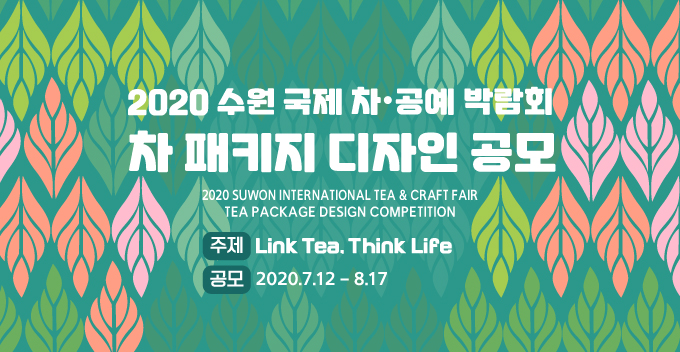 2020 수원 국제 차·공예 박람회
차 패키지 디자인 공모
2020 SUWON INTERNATIONAL TEA & CRAFT FAIR
TEA PACKAGE DESIGN COMPETITION
주제 Link Tea, Think Life
공모 2020.7.12 – 8.17